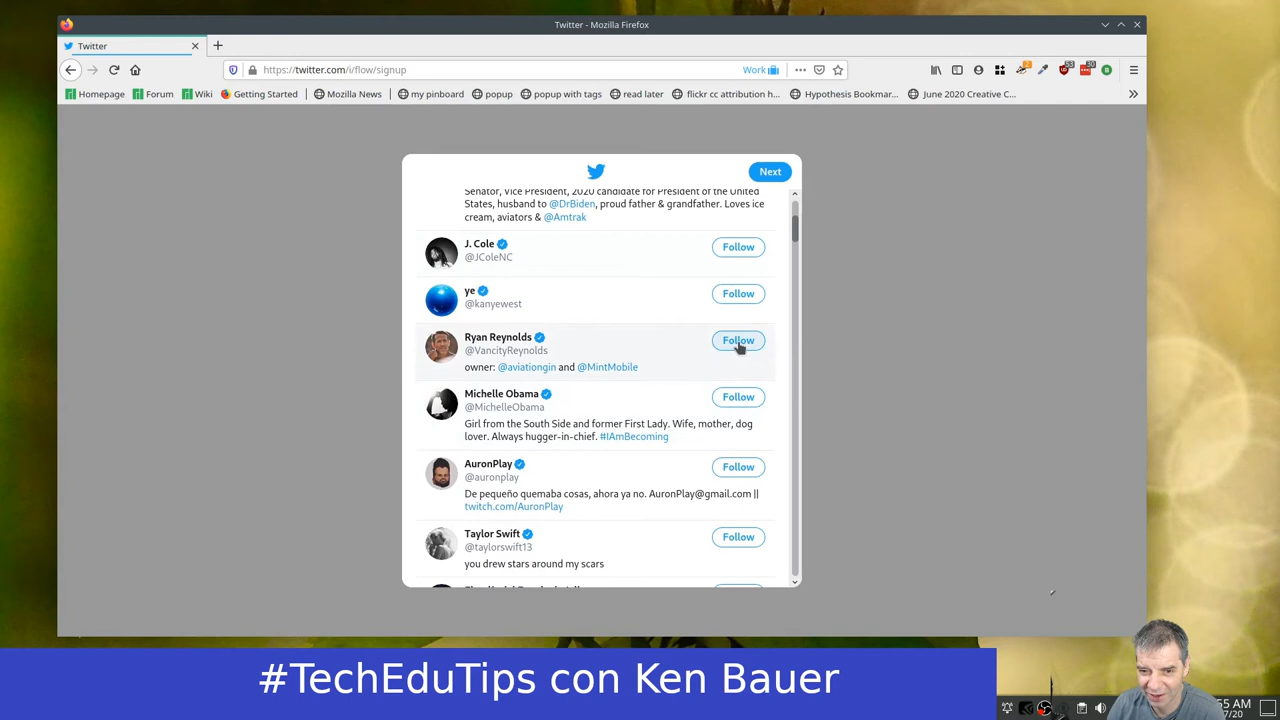 Twitter - Mozilla Firefox
Twitter
https://twitter.com/i/flow/signup
Work
Homepage
Forum
Wiki
Getting Started
Mozilla News
my pinboard
popup
popup with tags
read later
flickr cc attribution h...
Hypothesis Bookmar...
June 2020 Creative C...
Next
Senator, Vice President, 2020 candidate for President of the United
States, husband to @DrBiden, proud father & grandfather. Loves ice
cream, aviators & @Amtrak
J. Cole
@JColeNC
Follow
ye
@kanyewest
Follow
Ryan Reynolds
@VancityReynolds
owner: @aviationgin and @MintMobile
Follow
Michelle Obama
@MichelleObama
Girl from the South Side and former First Lady. Wife, mother, dog
lover. Always hugger-in-chief. #IAmBecoming
Follow
AuronPlay
@auronplay
De pequeño quemaba cosas, ahora ya no. AuronPlay@gmail.com ||
twitch.com/AuronPlay
Follow
Taylor Swift
@taylorswift13
you drew stars around my scars
Follow
#TechEduTips con Ken Bauer
55 AM
7/20